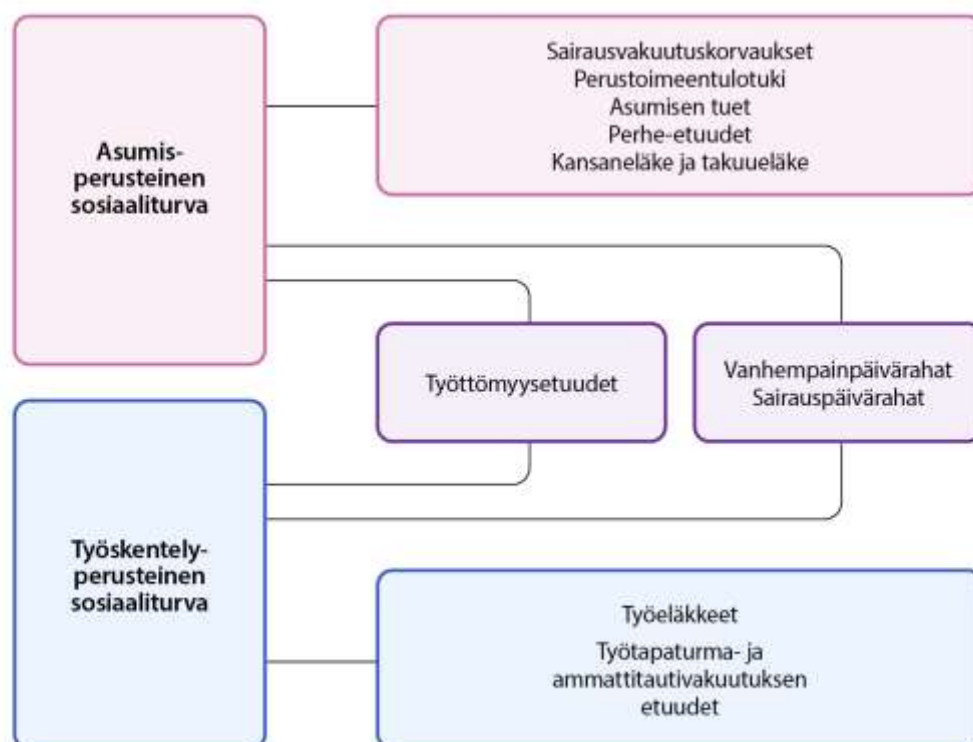 Asumis-
perusteinen
sosiaaliturva
Sairausvakuutuskorvaukset
Perustoimeentulotuki
Asumisen tuet
Perhe-etuudet
Kansaneläke ja takuueläke
Työttömyysetuudet
Vanhempainpäivärahat
Sairauspäivärahat
Työskentely-
perusteinen
sosiaaliturva
Työeläkkeet
Työtapaturma- ja
ammattitautivakuutuksen
etuudet